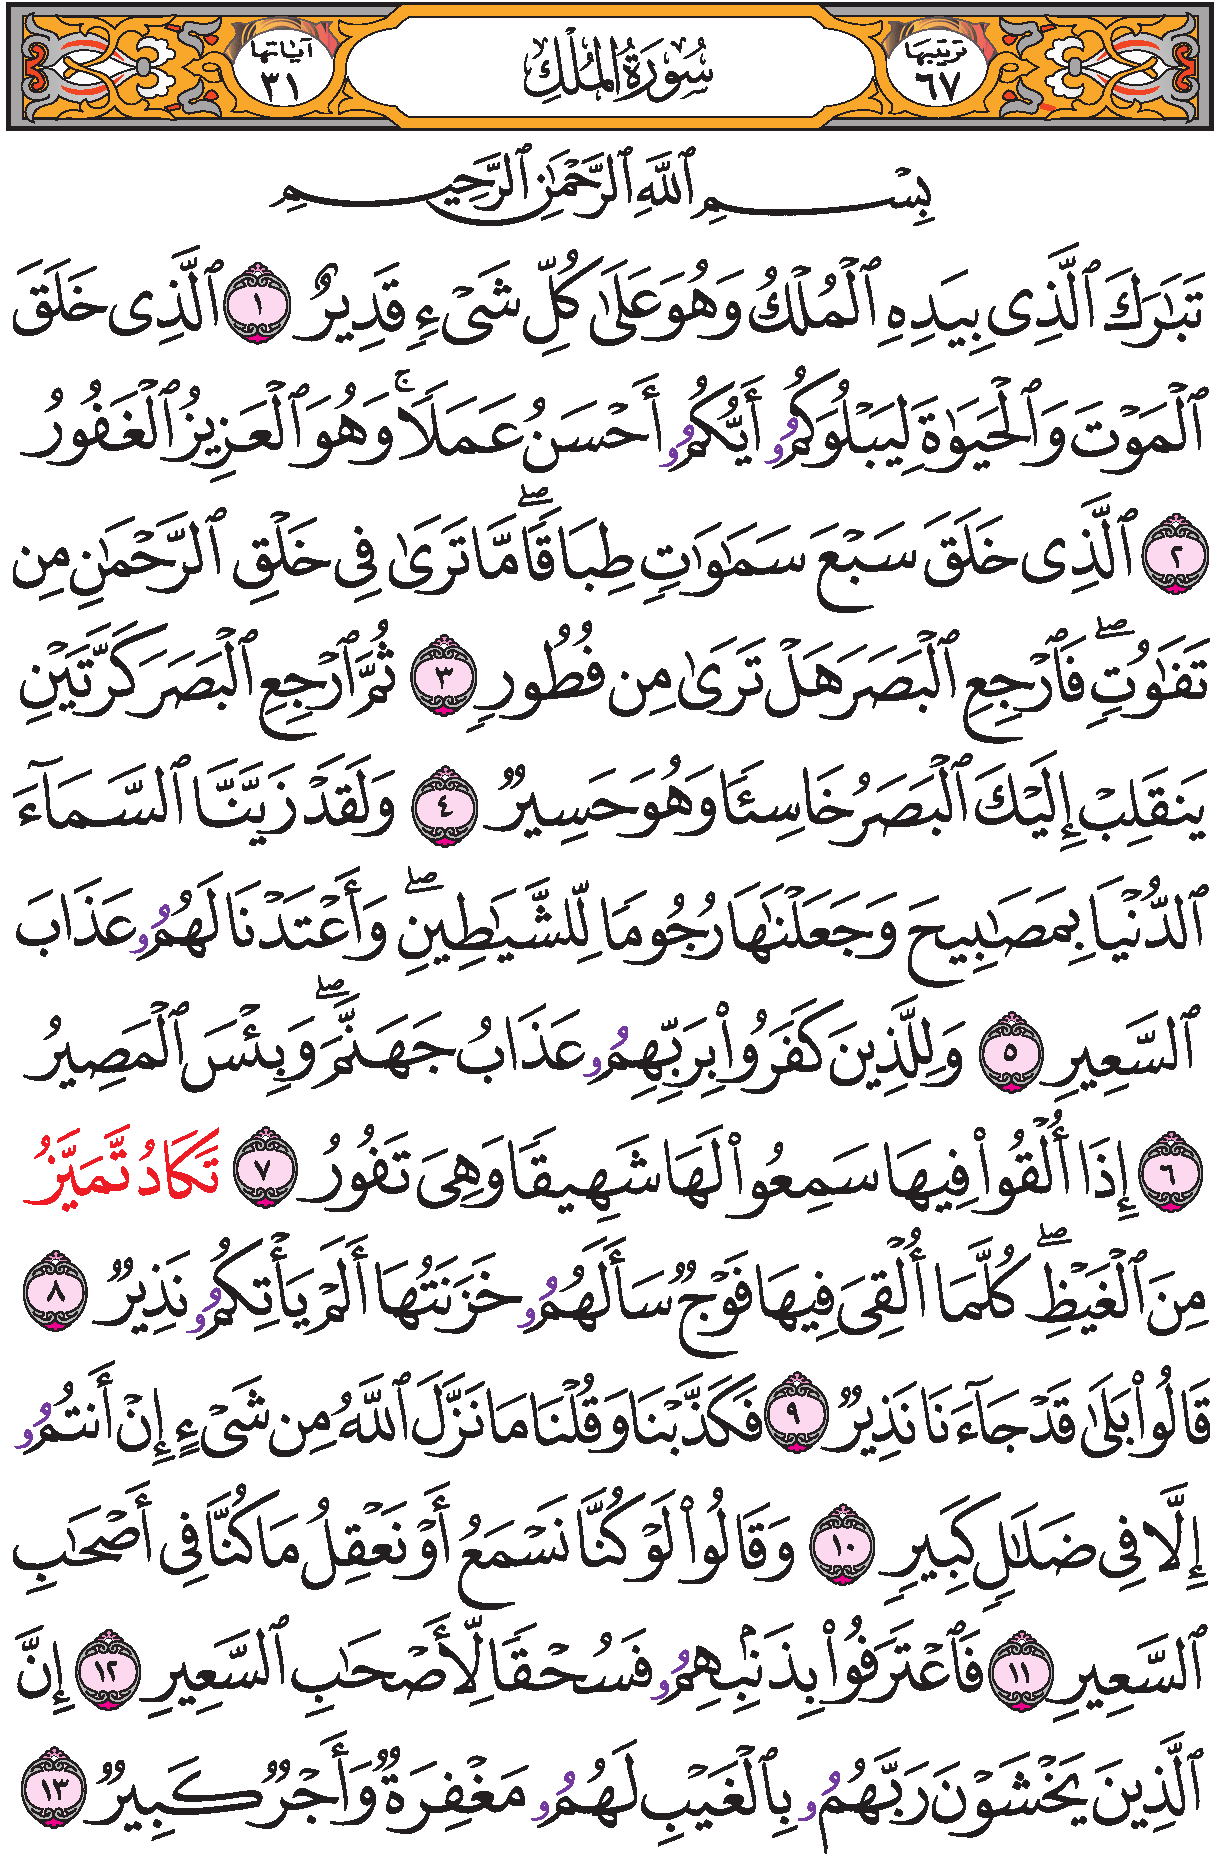 ترتيبها ٦٧ سُورَةُ المُلْكِ آياتها ٣١
بِسْمِ ٱللَّهِ ٱلرَّحْمَٰنِ ٱلرَّحِيمِ
تَبَٰرَكَ ٱلَّذِى بِيَدِهِ ٱلْمُلْكُ وَهُوَ عَلَىٰ كُلِّ شَىْءٍ قَدِيرٌ ١ ٱلَّذِى خَلَقَ
ٱلْمَوْتَ وَٱلْحَيَوٰةَ لِيَبْلُوَكُمُۥ أَيُّكُمُۥ أَحْسَنُ عَمَلًاۚ وَهُوَ ٱلْعَزِيزُ ٱلْغَفُورُ
٢ ٱلَّذِى خَلَقَ سَبْعَ سَمَٰوَٰتٍ طِبَاقًاۖ مَّا تَرَىٰ فِى خَلْقِ ٱلرَّحْمَٰنِ مِن
تَفَٰوُتٍۖ فَٱرْجِعِ ٱلْبَصَرَ هَلْ تَرَىٰ مِن فُطُورٍ ٣ ثُمَّ ٱرْجِعِ ٱلْبَصَرَ كَرَّتَيْنِ
يَنقَلِبْ إِلَيْكَ ٱلْبَصَرُ خَاسِئًا وَهُوَ حَسِيرٌ ٤ وَلَقَدْ زَيَّنَّا ٱلسَّمَآءَ
ٱلدُّنْيَا بِمَصَٰبِيحَ وَجَعَلْنَٰهَا رُجُومًا لِّلشَّيَٰطِينِۖ وَأَعْتَدْنَا لَهُمُۥ عَذَابَ
ٱلسَّعِيرِ ٥ وَلِلَّذِينَ كَفَرُوا۟ بِرَبِّهِمُۥ عَذَابُ جَهَنَّمَۖ وَبِئْسَ ٱلْمَصِيرُ
٦ إِذَا أُلْقُوا۟ فِيهَا سَمِعُوا۟ لَهَا شَهِيقًا وَهِىَ تَفُورُ ٧ تَكَادُ تَّمَيَّزُ
مِنَ ٱلْغَيْظِۖ كُلَّمَا أُلْقِىَ فِيهَا فَوْجٌ سَأَلَهُمُۥ خَزَنَتُهَا أَلَمْ يَأْتِكُمُۥ نَذِيرٌ ٨
قَالُوا۟ بَلَىٰ قَدْ جَآءَنَا نَذِيرٌ ٩ فَكَذَّبْنَا وَقُلْنَا مَا نَزَّلَ ٱللَّهُ مِن شَىْءٍ إِنْ أَنتُمُۥ
إِلَّا فِى ضَلَٰلٍ كَبِيرٍ ١٠ وَقَالُوا۟ لَوْ كُنَّا نَسْمَعُ أَوْ نَعْقِلُ مَا كُنَّا فِى أَصْحَٰبِ
ٱلسَّعِيرِ ١١ فَٱعْتَرَفُوا۟ بِذَنۢبِهِمُۥ فَسُحْقًا لِّأَصْحَٰبِ ٱلسَّعِيرِ ١٢ إِنَّ
ٱلَّذِينَ يَخْشَوْنَ رَبَّهُمُۥ بِٱلْغَيْبِ لَهُمُۥ مَغْفِرَةٌ وَأَجْرٌ كَبِيرٌ ١٣